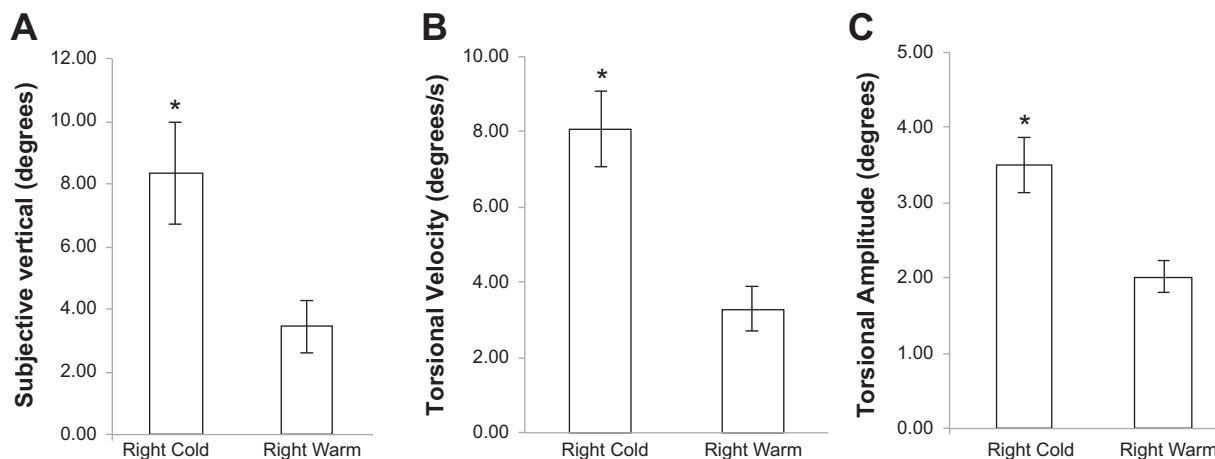 A
Subjective vertical (degrees)
12.00
10.00
8.00
6.00
4.00
2.00
0.00
*
Right Cold
Right Warm
B
Torsional Velocity (degrees/s)
10.00
8.00
6.00
4.00
2.00
0.00
*
Right Cold
Right Warm
C
Torsional Amplitude (degrees)
5.00
4.00
3.00
2.00
1.00
0.00
*
Right Cold
Right Warm